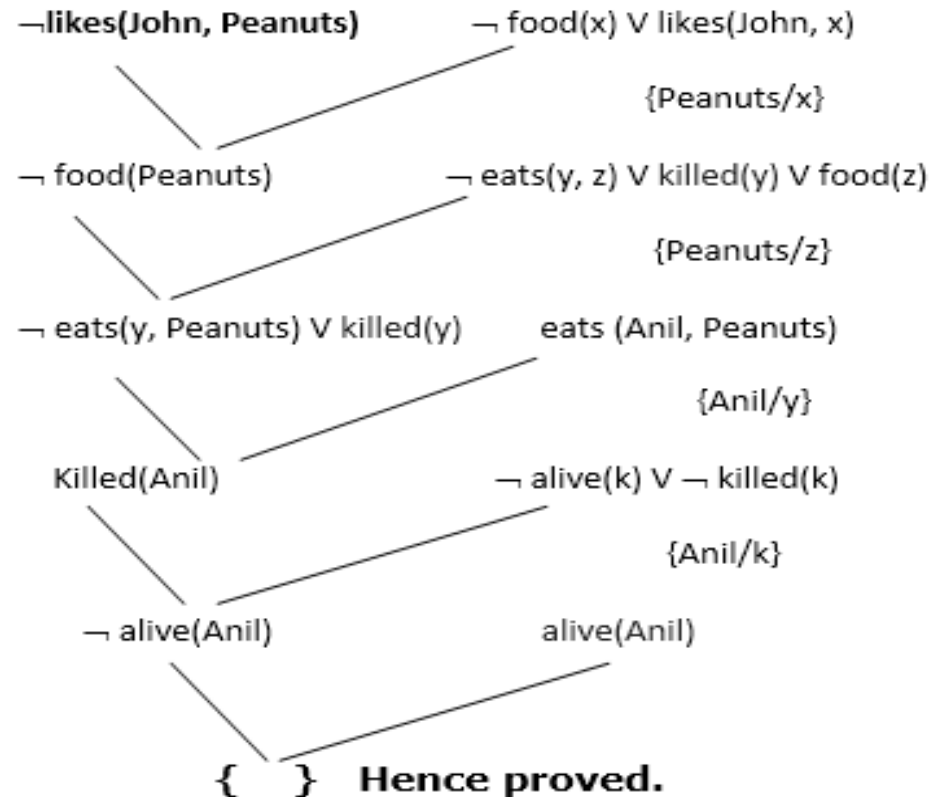 ¬likes(John, Peanuts) ¬ food(x) V likes(John, x)
{Peanuts/x}
¬ food(Peanuts) ¬ eats(y, z) V killed(y) V food(z)
{Peanuts/z}
¬ eats(y, Peanuts) V killed(y) eats (Anil, Peanuts)
{Anil/y}
Killed(Anil) ¬ alive(k) V ¬ killed(k)
{Anil/k}
¬ alive(Anil) alive(Anil)
{ } Hence proved.